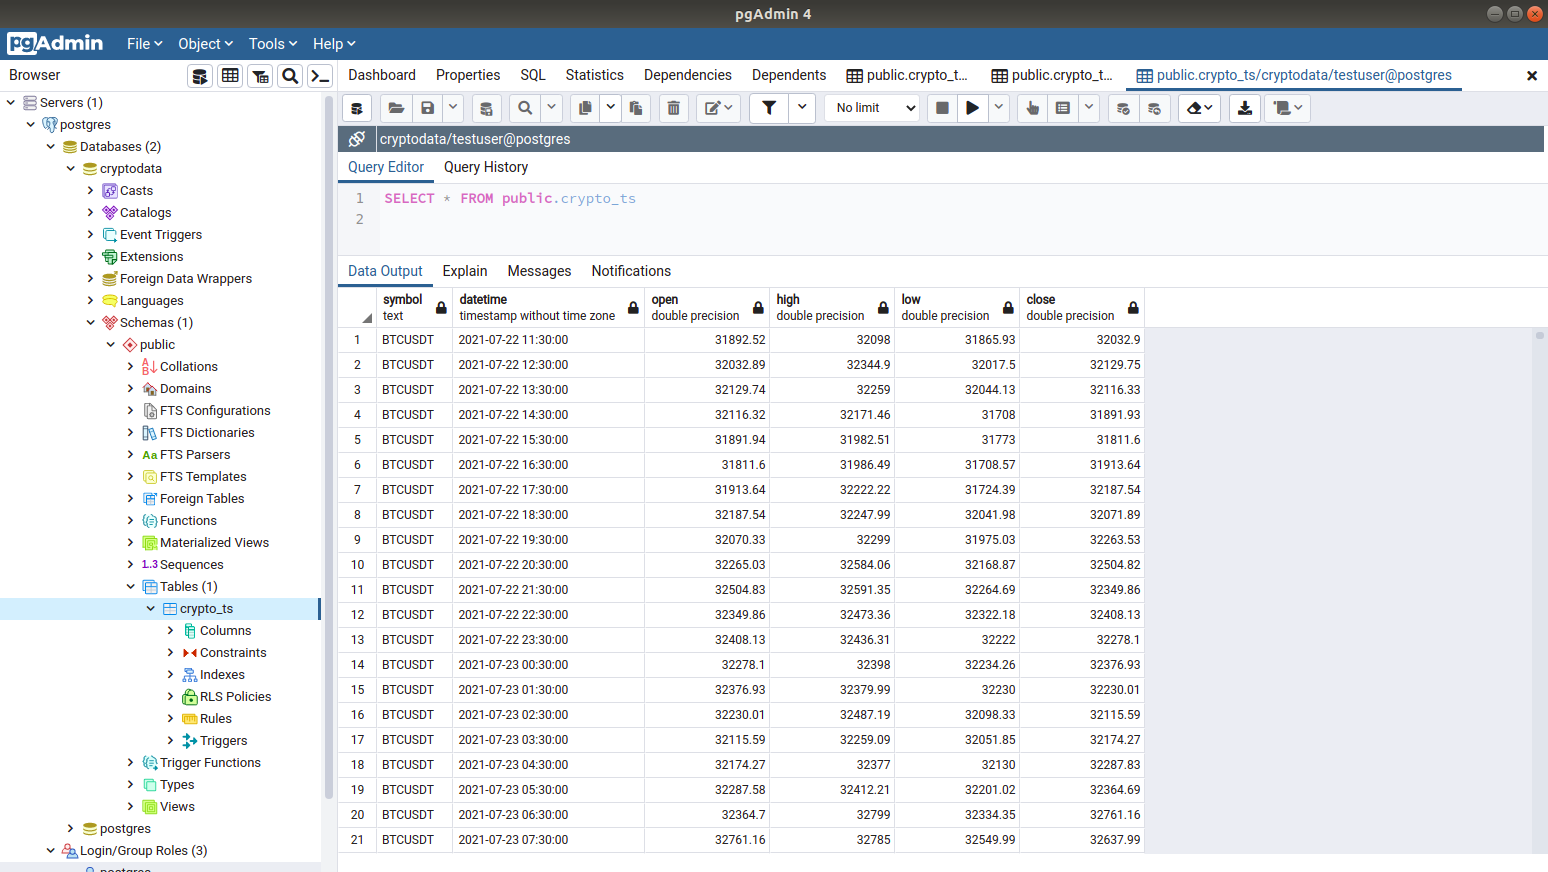 pgAdmin 4
pgAdmin File Object Tools Help
Browser
Dashboard Properties SQL Statistics Dependencies Dependents public.crypto_t... public.crypto_t... public.crypto_ts/cryptodata/testuser@postgres
No limit
cryptodata/testuser@postgres
Query Editor Query History
1 SELECT * FROM public.crypto_ts
2
Servers (1)
postgres
Databases (2)
cryptodata
Casts
Catalogs
Event Triggers
Extensions
Foreign Data Wrappers
Languages
Schemas (1)
public
Collations
Domains
FTS Configurations
FTS Dictionaries
Aa FTS Parsers
FTS Templates
Foreign Tables
Functions
Materialized Views
1..3 Sequences
Tables (1)
crypto_ts
Columns
Constraints
Indexes
RLS Policies
Rules
Triggers
Trigger Functions
Types
Views
postgres
Login/Group Roles (3)
postgres
Data Output Explain Messages Notifications
symbol datetime open high low close
text timestamp without time zone double precision double precision double precision double precision
1 BTCUSDT 2021-07-22 11:30:00 31892.52 32098 31865.93 32032.9
2 BTCUSDT 2021-07-22 12:30:00 32032.89 32344.9 32017.5 32129.75
3 BTCUSDT 2021-07-22 13:30:00 32129.74 32259 32044.13 32116.33
4 BTCUSDT 2021-07-22 14:30:00 32116.32 32171.46 31708 31891.93
5 BTCUSDT 2021-07-22 15:30:00 31891.94 31982.51 31773 31811.6
6 BTCUSDT 2021-07-22 16:30:00 31811.6 31986.49 31708.57 31913.64
7 BTCUSDT 2021-07-22 17:30:00 31913.64 32222.22 31724.39 32187.54
8 BTCUSDT 2021-07-22 18:30:00 32187.54 32247.99 32041.98 32071.89
9 BTCUSDT 2021-07-22 19:30:00 32070.33 32299 31975.03 32263.53
10 BTCUSDT 2021-07-22 20:30:00 32265.03 32584.06 32168.87 32504.82
11 BTCUSDT 2021-07-22 21:30:00 32504.83 32591.35 32264.69 32349.86
12 BTCUSDT 2021-07-22 22:30:00 32349.86 32473.36 32322.18 32408.13
13 BTCUSDT 2021-07-22 23:30:00 32408.13 32436.31 32222 32278.1
14 BTCUSDT 2021-07-23 00:30:00 32278.1 32398 32234.26 32376.93
15 BTCUSDT 2021-07-23 01:30:00 32376.93 32379.99 32230 32230.01
16 BTCUSDT 2021-07-23 02:30:00 32230.01 32487.19 32098.33 32115.59
17 BTCUSDT 2021-07-23 03:30:00 32115.59 32259.09 32051.85 32174.27
18 BTCUSDT 2021-07-23 04:30:00 32174.27 32377 32130 32287.83
19 BTCUSDT 2021-07-23 05:30:00 32287.58 32412.21 32201.02 32364.69
20 BTCUSDT 2021-07-23 06:30:00 32364.7 32799 32334.35 32761.16
21 BTCUSDT 2021-07-23 07:30:00 32761.16 32785 32549.99 32637.99